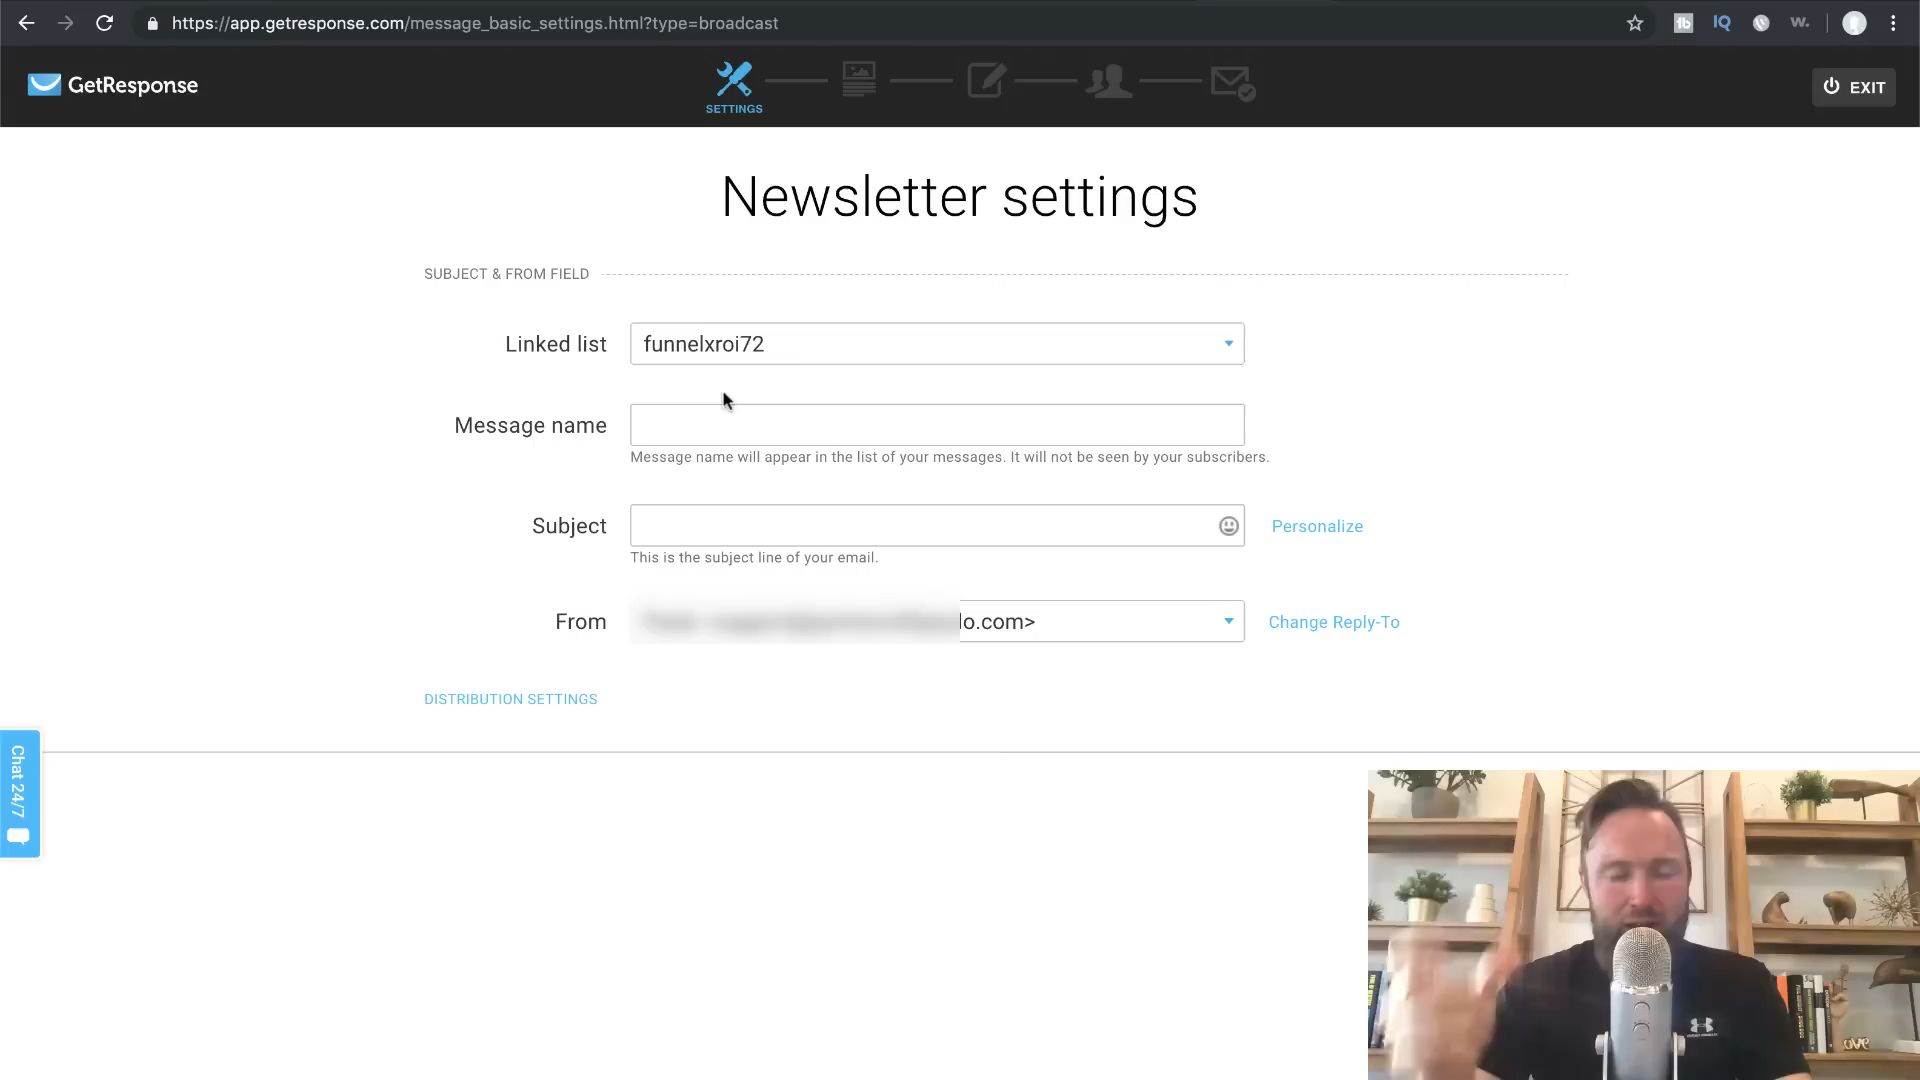 https://app.getresponse.com/message_basic_settings.html?type=broadcast
GetResponse
SETTINGS
EXIT
Newsletter settings
SUBJECT & FROM FIELD
Linked list
funnelxroi72
Message name
Message name will appear in the list of your messages. It will not be seen by your subscribers.
Subject
Personalize
This is the subject line of your email.
From
lo.com>
Change Reply-To
DISTRIBUTION SETTINGS
Chat 24/7